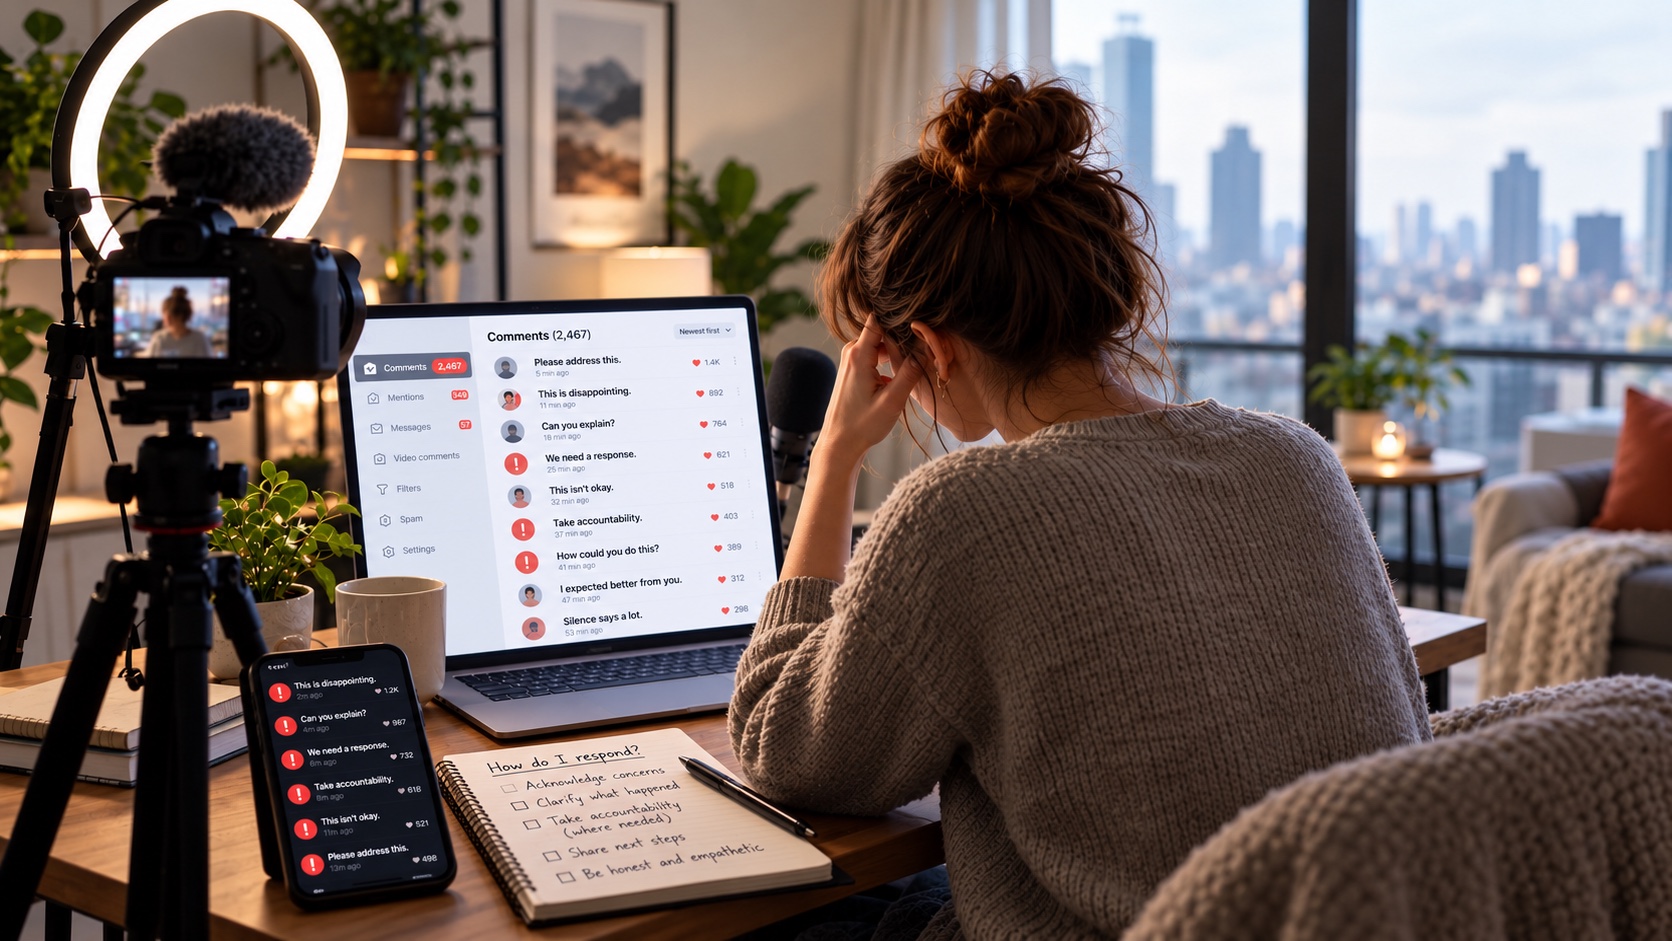 Comments (2,467)
Newest first
Comments 2,467
Mentions 349
Messages 57
Video comments
Filters
Spam
Settings
Please address this. 1.4K
5 min ago
This is disappointing. 892
11 min ago
Can you explain? 764
18 min ago
We need a response. 621
25 min ago
This isn't okay. 518
32 min ago
Take accountability. 403
37 min ago
How could you do this? 389
41 min ago
I expected better from you. 312
47 min ago
Silence says a lot. 298
53 min ago
This is disappointing.
2m ago 1.2K
Can you explain?
4m ago 987
We need a response.
6m ago 732
Take accountability.
8m ago 618
This isn't okay.
11m ago 521
Please address this.
13m ago 498
How do I respond?
Acknowledge concerns
Clarify what happened
Take accountability
(where needed)
Share next steps
Be honest and empathetic